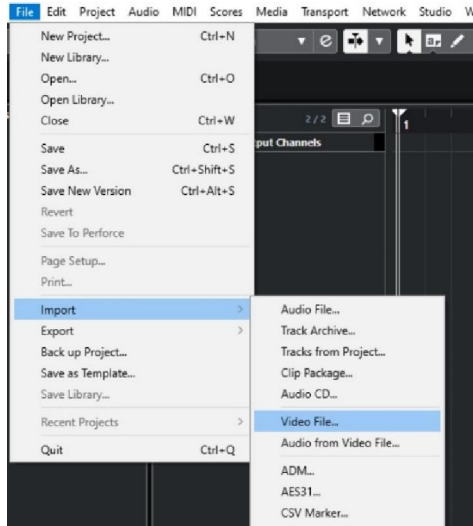 File Edit Project Audio MIDI Scores Media Transport Network Studio W
New Project... Ctrl+N
New Library...
Open... Ctrl+O
Open Library...
Close Ctrl+W
2/2
1
put Channels
Save Ctrl+S
Save As... Ctrl+Shift+S
Save New Version Ctrl+Alt+S
Revert
Save To Perforce
Page Setup...
Print...
Import >
Export >
Back up Project...
Save as Template...
Save Library...
Recent Projects >
Quit Ctrl+Q
Audio File...
Track Archive...
Tracks from Project...
Clip Package...
Audio CD...
Video File...
Audio from Video File...
ADM...
AES31...
CSV Marker...